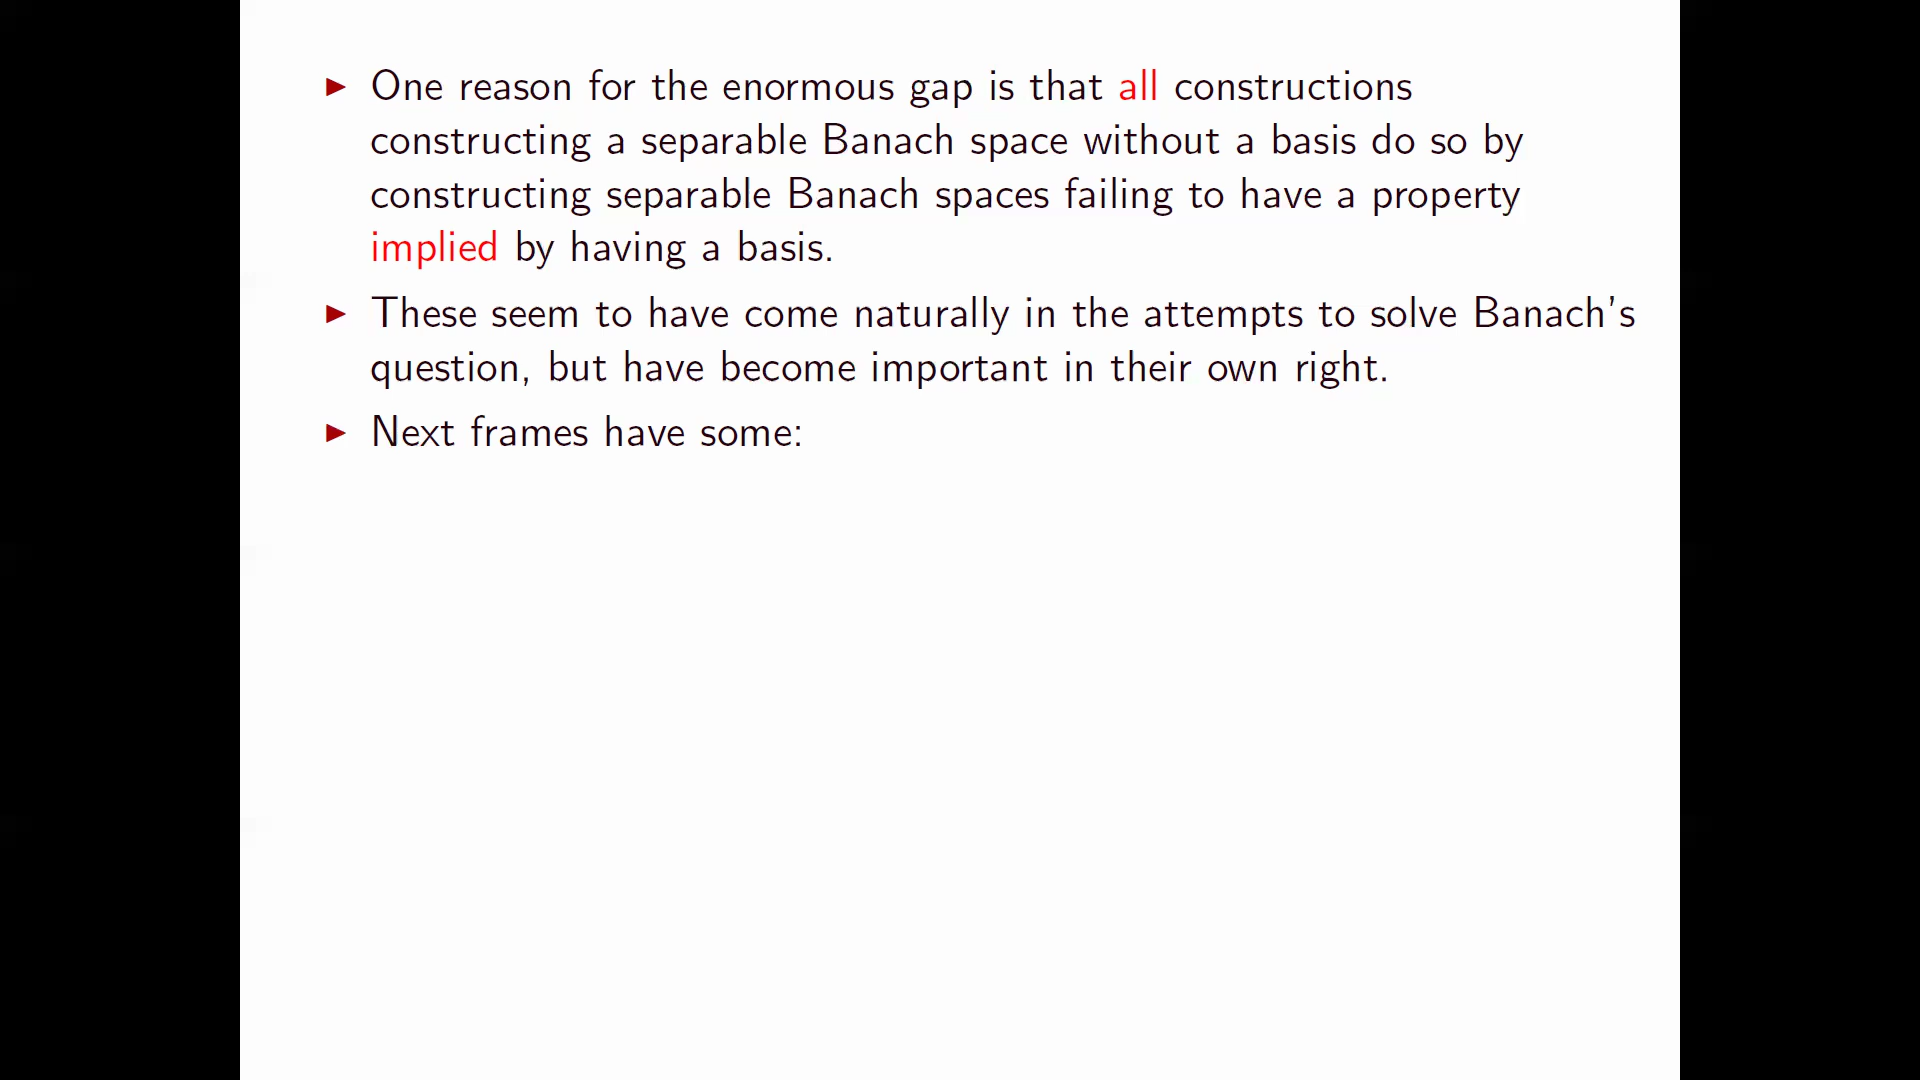 ▶ One reason for the enormous gap is that all constructions
constructing a separable Banach space without a basis do so by
constructing separable Banach spaces failing to have a property
implied by having a basis.
▶ These seem to have come naturally in the attempts to solve Banach's
question, but have become important in their own right.
▶ Next frames have some: